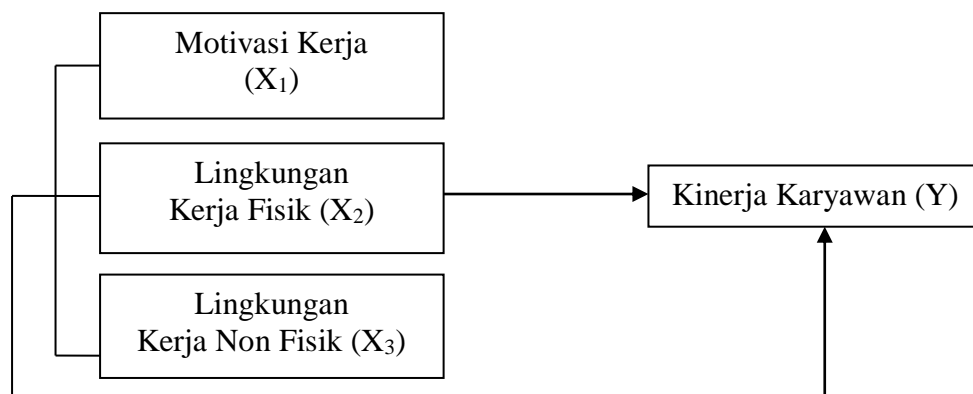 Motivasi Kerja
(X₁)
Lingkungan
Kerja Fisik (X₂)
Kinerja Karyawan (Y)
Lingkungan
Kerja Non Fisik (X₃)